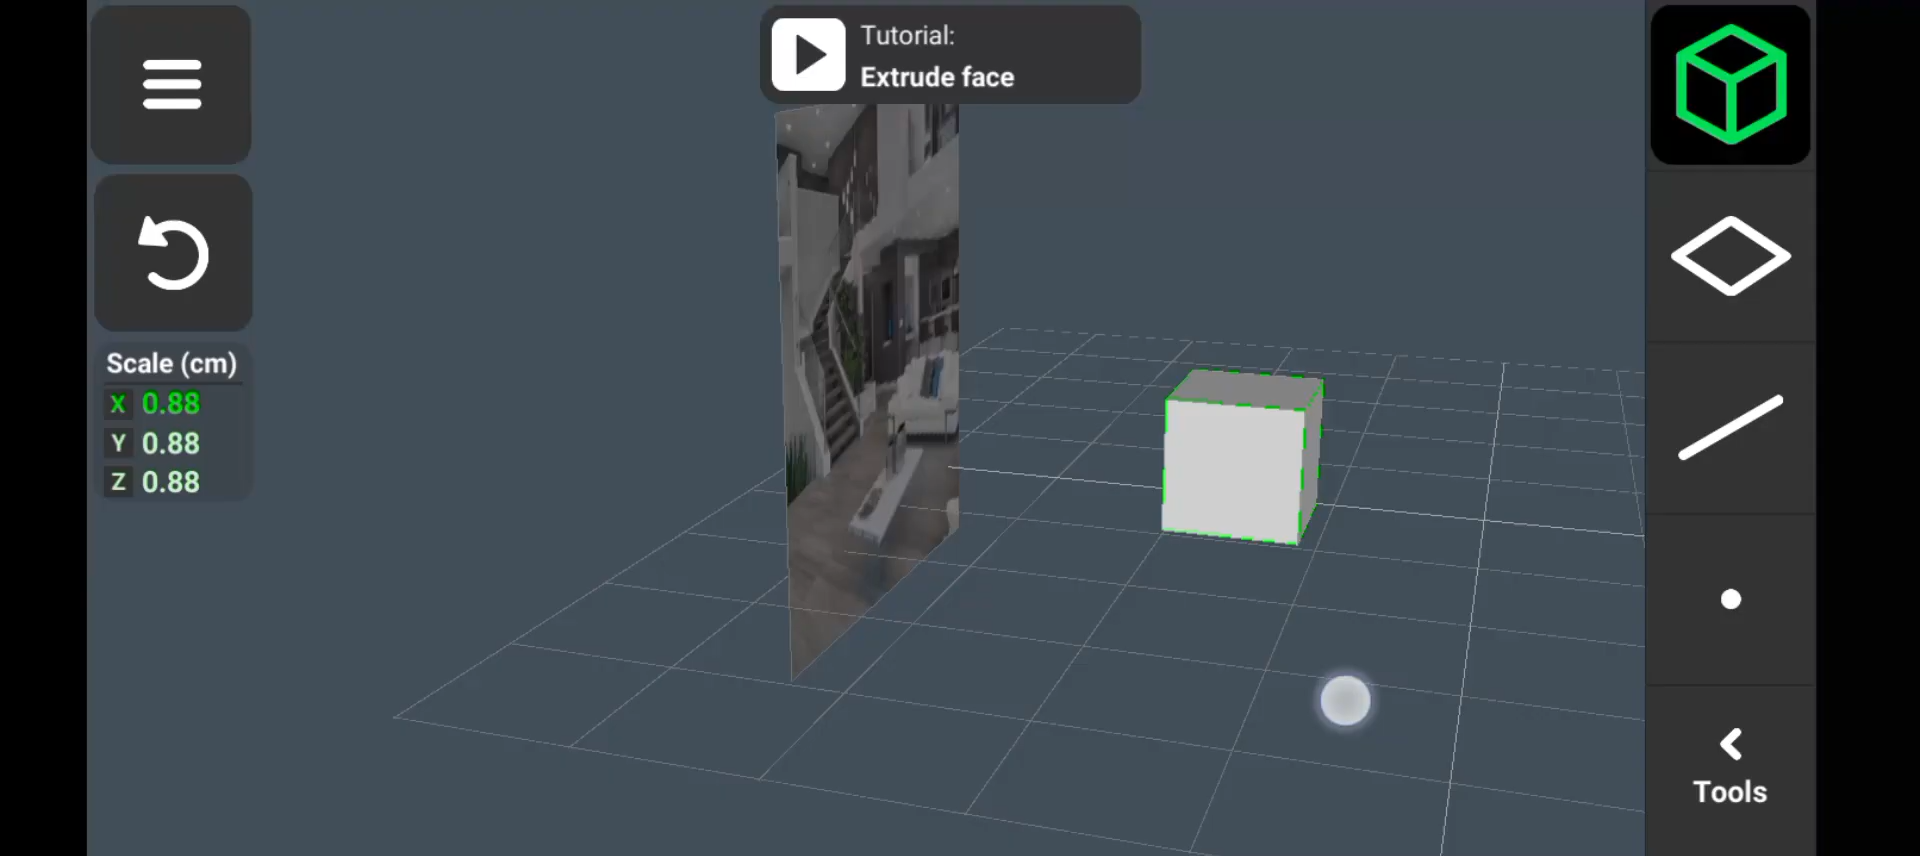 Tutorial:
Extrude face
Scale (cm)
X 0.88
Y 0.88
Z 0.88
Tools